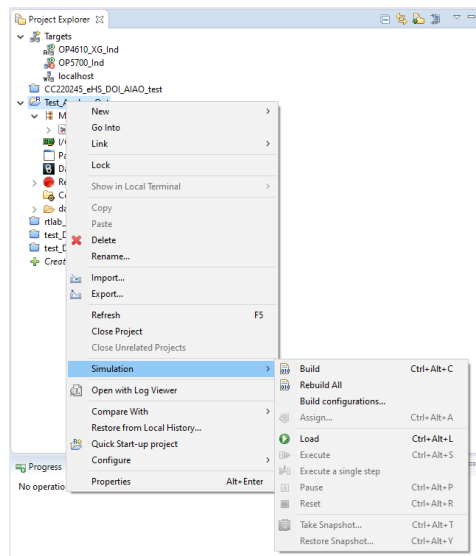 Project Explorer
Targets
OP4610_XG_Ind
OP5700_Ind
localhost
CC220245_eHS_DOI_AIAO_test
New
Go Into
Link
Lock
Show in Local Terminal
Copy
Paste
Delete
Rename...
Import...
Export...
Refresh F5
Close Project
Close Unrelated Projects
Simulation
Open with Log Viewer
Compare With
Restore from Local History...
Quick Start-up project
Configure
Properties Alt+Enter
Build Ctrl+Alt+C
Rebuild All
Build configurations...
Assign... Ctrl+Alt+A
Load Ctrl+Alt+L
Execute Ctrl+Alt+S
Execute a single step
Pause Ctrl+Alt+P
Reset Ctrl+Alt+R
Take Snapshot... Ctrl+Alt+T
Restore Snapshot... Ctrl+Alt+Y
Progress
No operatio